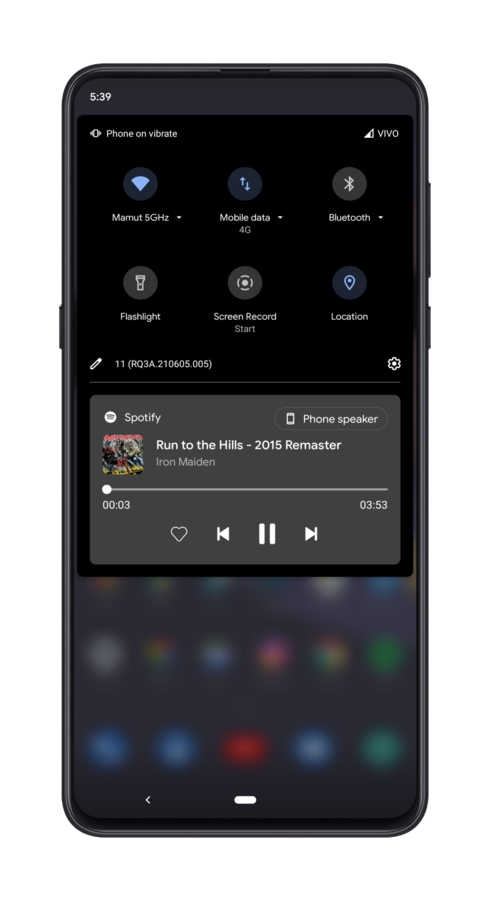 5:39
Phone on vibrate
VIVO
Mamut 5GHz
Mobile data
Bluetooth
4G
Flashlight
Screen Record
Location
Start
11 (RQ3A.210605.005)
Spotify
Phone speaker
Run to the Hills - 2015 Remaster
Iron Maiden
00:03
03:53